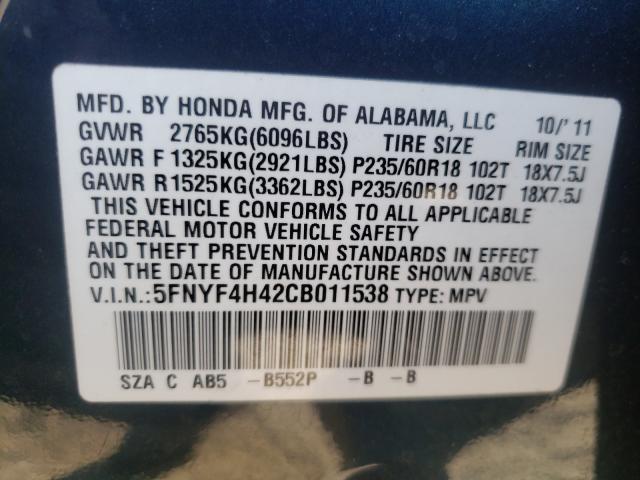 MFD. BY HONDA MFG. OF ALABAMA, LLC 10/'11
GVWR 2765KG(6096LBS) TIRE SIZE RIM SIZE
GAWR F 1325KG(2921LBS) P235/60R18 102T 18X7.5J
GAWR R 1525KG(3362LBS) P235/60R18 102T 18X7.5J
THIS VEHICLE CONFORMS TO ALL APPLICABLE
FEDERAL MOTOR VEHICLE SAFETY
AND THEFT PREVENTION STANDARDS IN EFFECT
ON THE DATE OF MANUFACTURE SHOWN ABOVE.
V.I.N.:5FNYF4H42CB011538 TYPE: MPV
SZA C AB5 -B552P -B -B